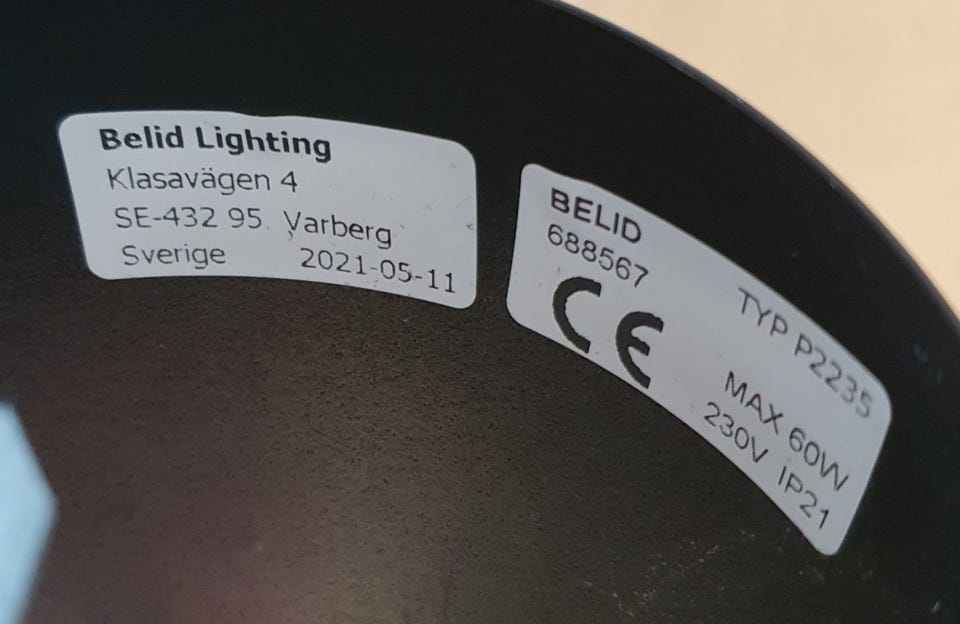 Belid Lighting
Klasavägen 4
SE-432 95 Varberg
Sverige 2021-05-11
BELID
688567
CE
TYP P2235
MAX 60W
230V IP21